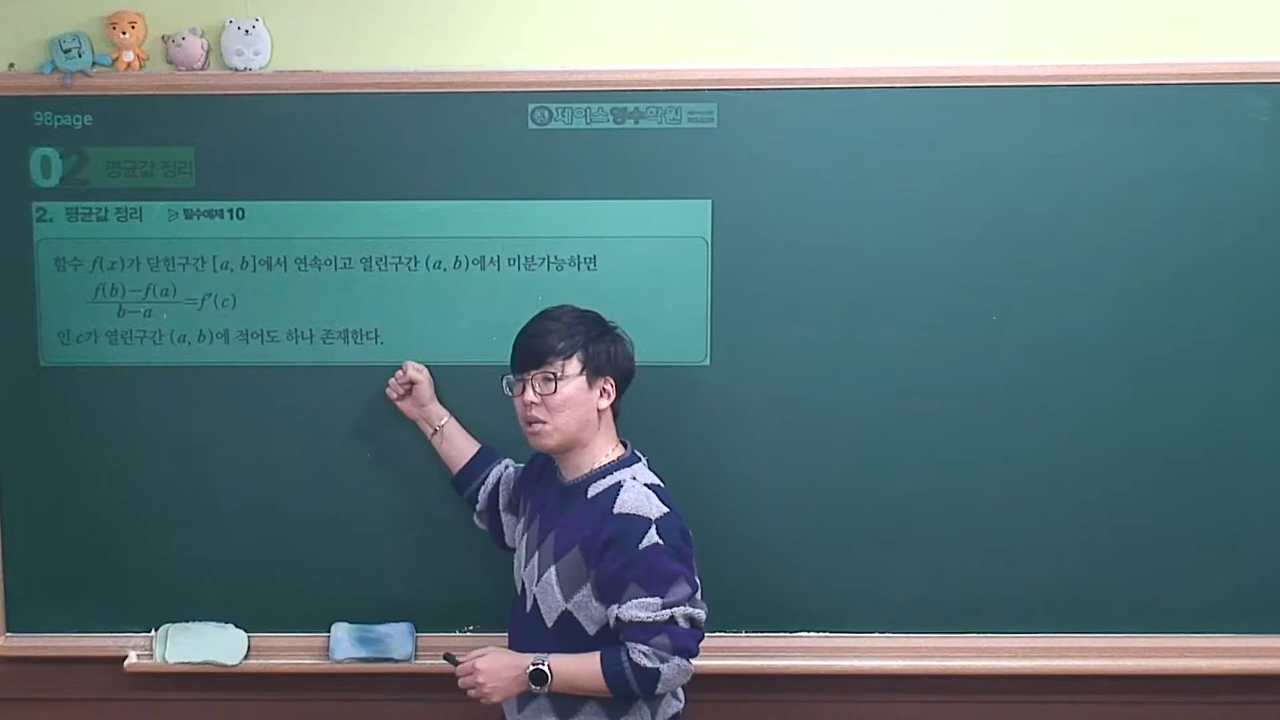 98page
제이스영수학원
02 평균값 정리
2. 평균값 정리 ▷ 필수예제 10
함수 f(x)가 닫힌구간 [a, b]에서 연속이고 열린구간 (a, b)에서 미분가능하면
f(b)-f(a)
b-a
=f'(c)
인 c가 열린구간 (a, b)에 적어도 하나 존재한다.